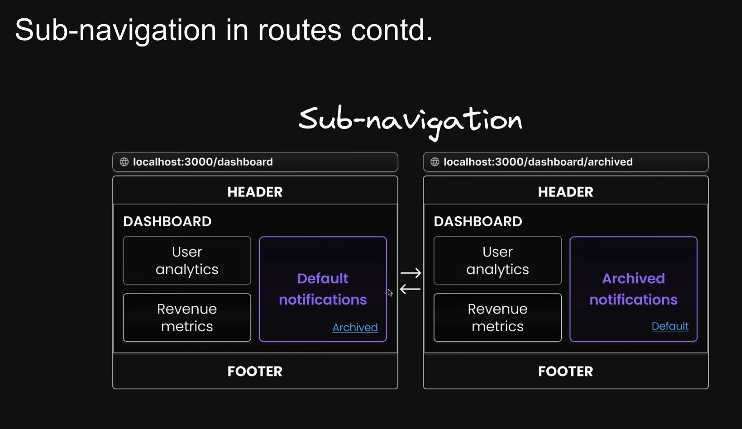 Sub-navigation in routes contd.
Sub-navigation
localhost:3000/dashboard
HEADER
DASHBOARD
User
analytics
Revenue
metrics
Default
notifications
Archived
FOOTER
localhost:3000/dashboard/archived
HEADER
DASHBOARD
User
analytics
Revenue
metrics
Archived
notifications
Default
FOOTER